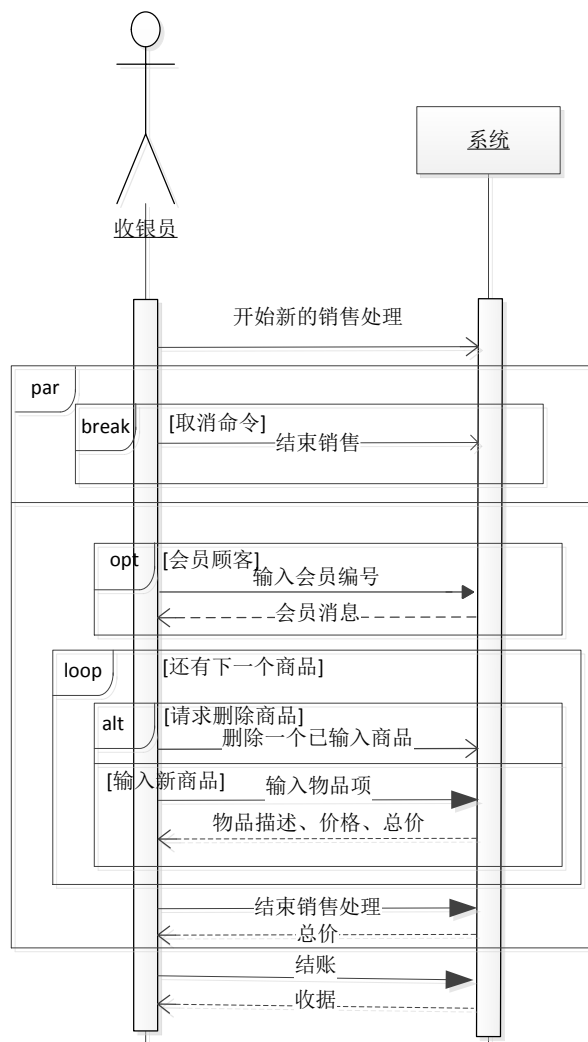 系统
收银员
开始新的销售处理
par
break
[取消命令]
结束销售
opt
[会员顾客]
输入会员编号
会员消息
loop
[还有下一个商品]
alt
[请求删除商品]
删除一个已输入商品
[输入新商品]
输入物品项
物品描述、价格、总价
结束销售处理
总价
结账
收据